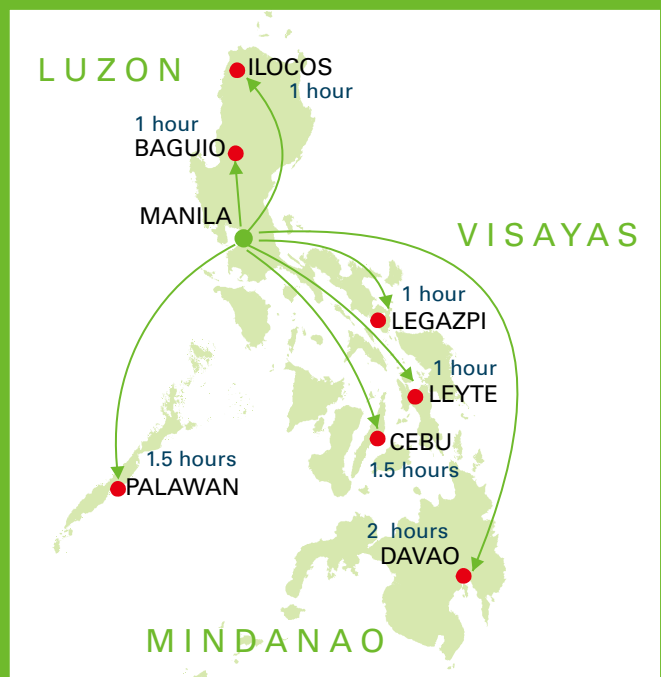 LUZON
ILOCOS
1 hour
1 hour
BAGUIO
MANILA
VISAYAS
1 hour
LEGAZPI
1 hour
LEYTE
CEBU
1.5 hours
1.5 hours
PALAWAN
2 hours
DAVAO
MINDANAO